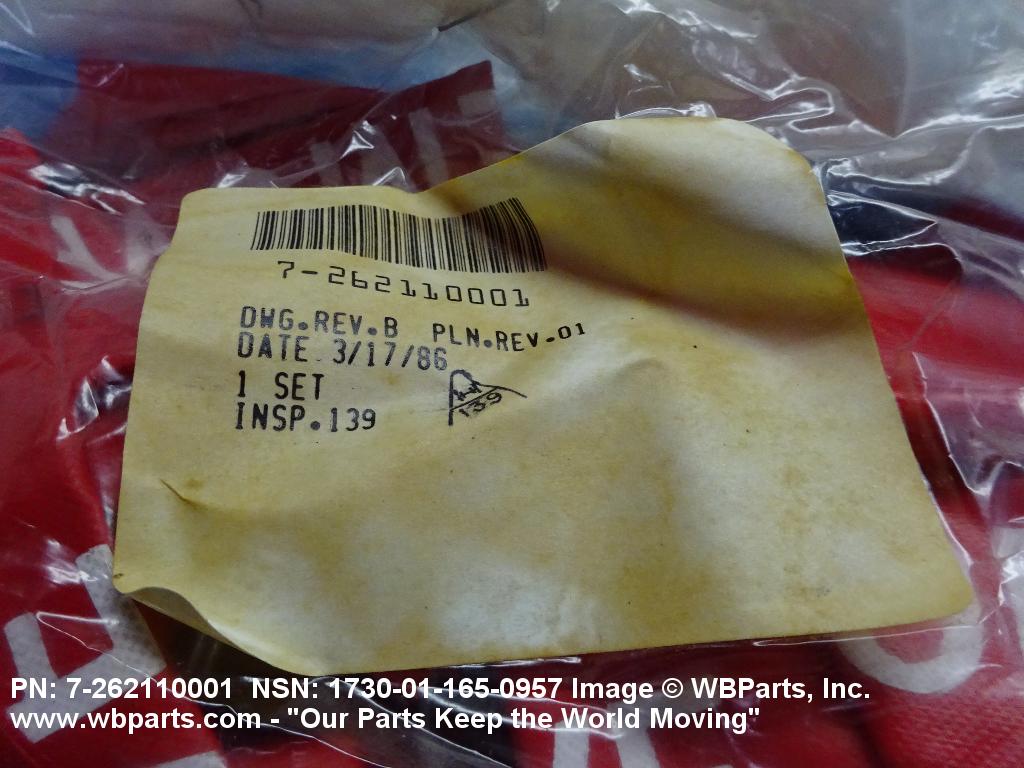 7-262110001
DWG.REV.B PLN.REV.01
DATE 3/17/86
1 SET
INSP.139
139
PN: 7-262110001 NSN: 1730-01-165-0957 Image © WBParts, Inc.
www.wbparts.com - "Our Parts Keep the World Moving"